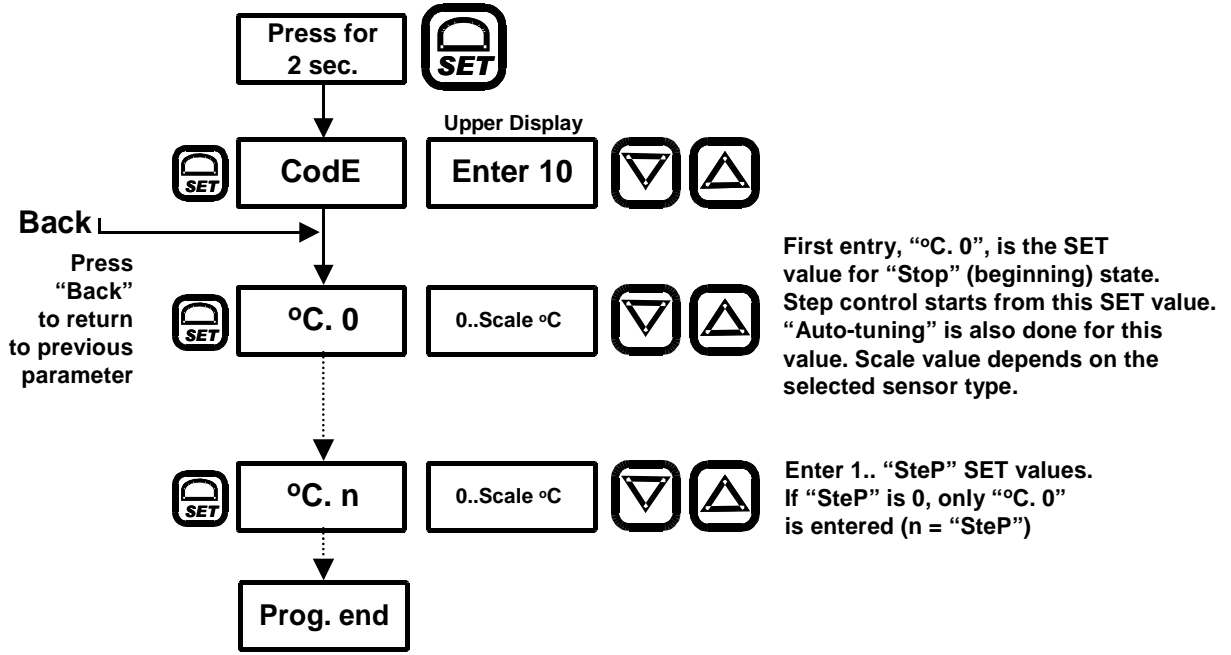 Press for
2 sec.
SET
Upper Display
SET
CodE
Enter 10
Back
Press
“Back”
to return
to previous
parameter
SET
ºC. 0
0..Scale ºC
First entry, “ºC. 0”, is the SET
value for “Stop” (beginning) state.
Step control starts from this SET value.
“Auto-tuning” is also done for this
value. Scale value depends on the
selected sensor type.
SET
ºC. n
0..Scale ºC
Enter 1.. “SteP” SET values.
If “SteP” is 0, only “ºC. 0”
is entered (n = “SteP”)
Prog. end